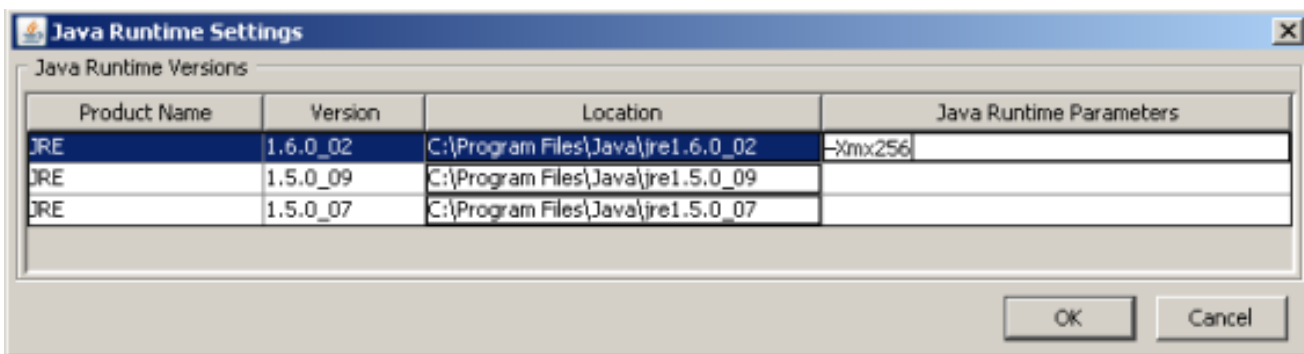 Java Runtime Settings
Java Runtime Versions
Product Name Version Location Java Runtime Parameters
JRE 1.6.0_02 C:\Program Files\Java\jre1.6.0_02 -Xmx256
JRE 1.5.0_09 C:\Program Files\Java\jre1.5.0_09
JRE 1.5.0_07 C:\Program Files\Java\jre1.5.0_07
OK Cancel